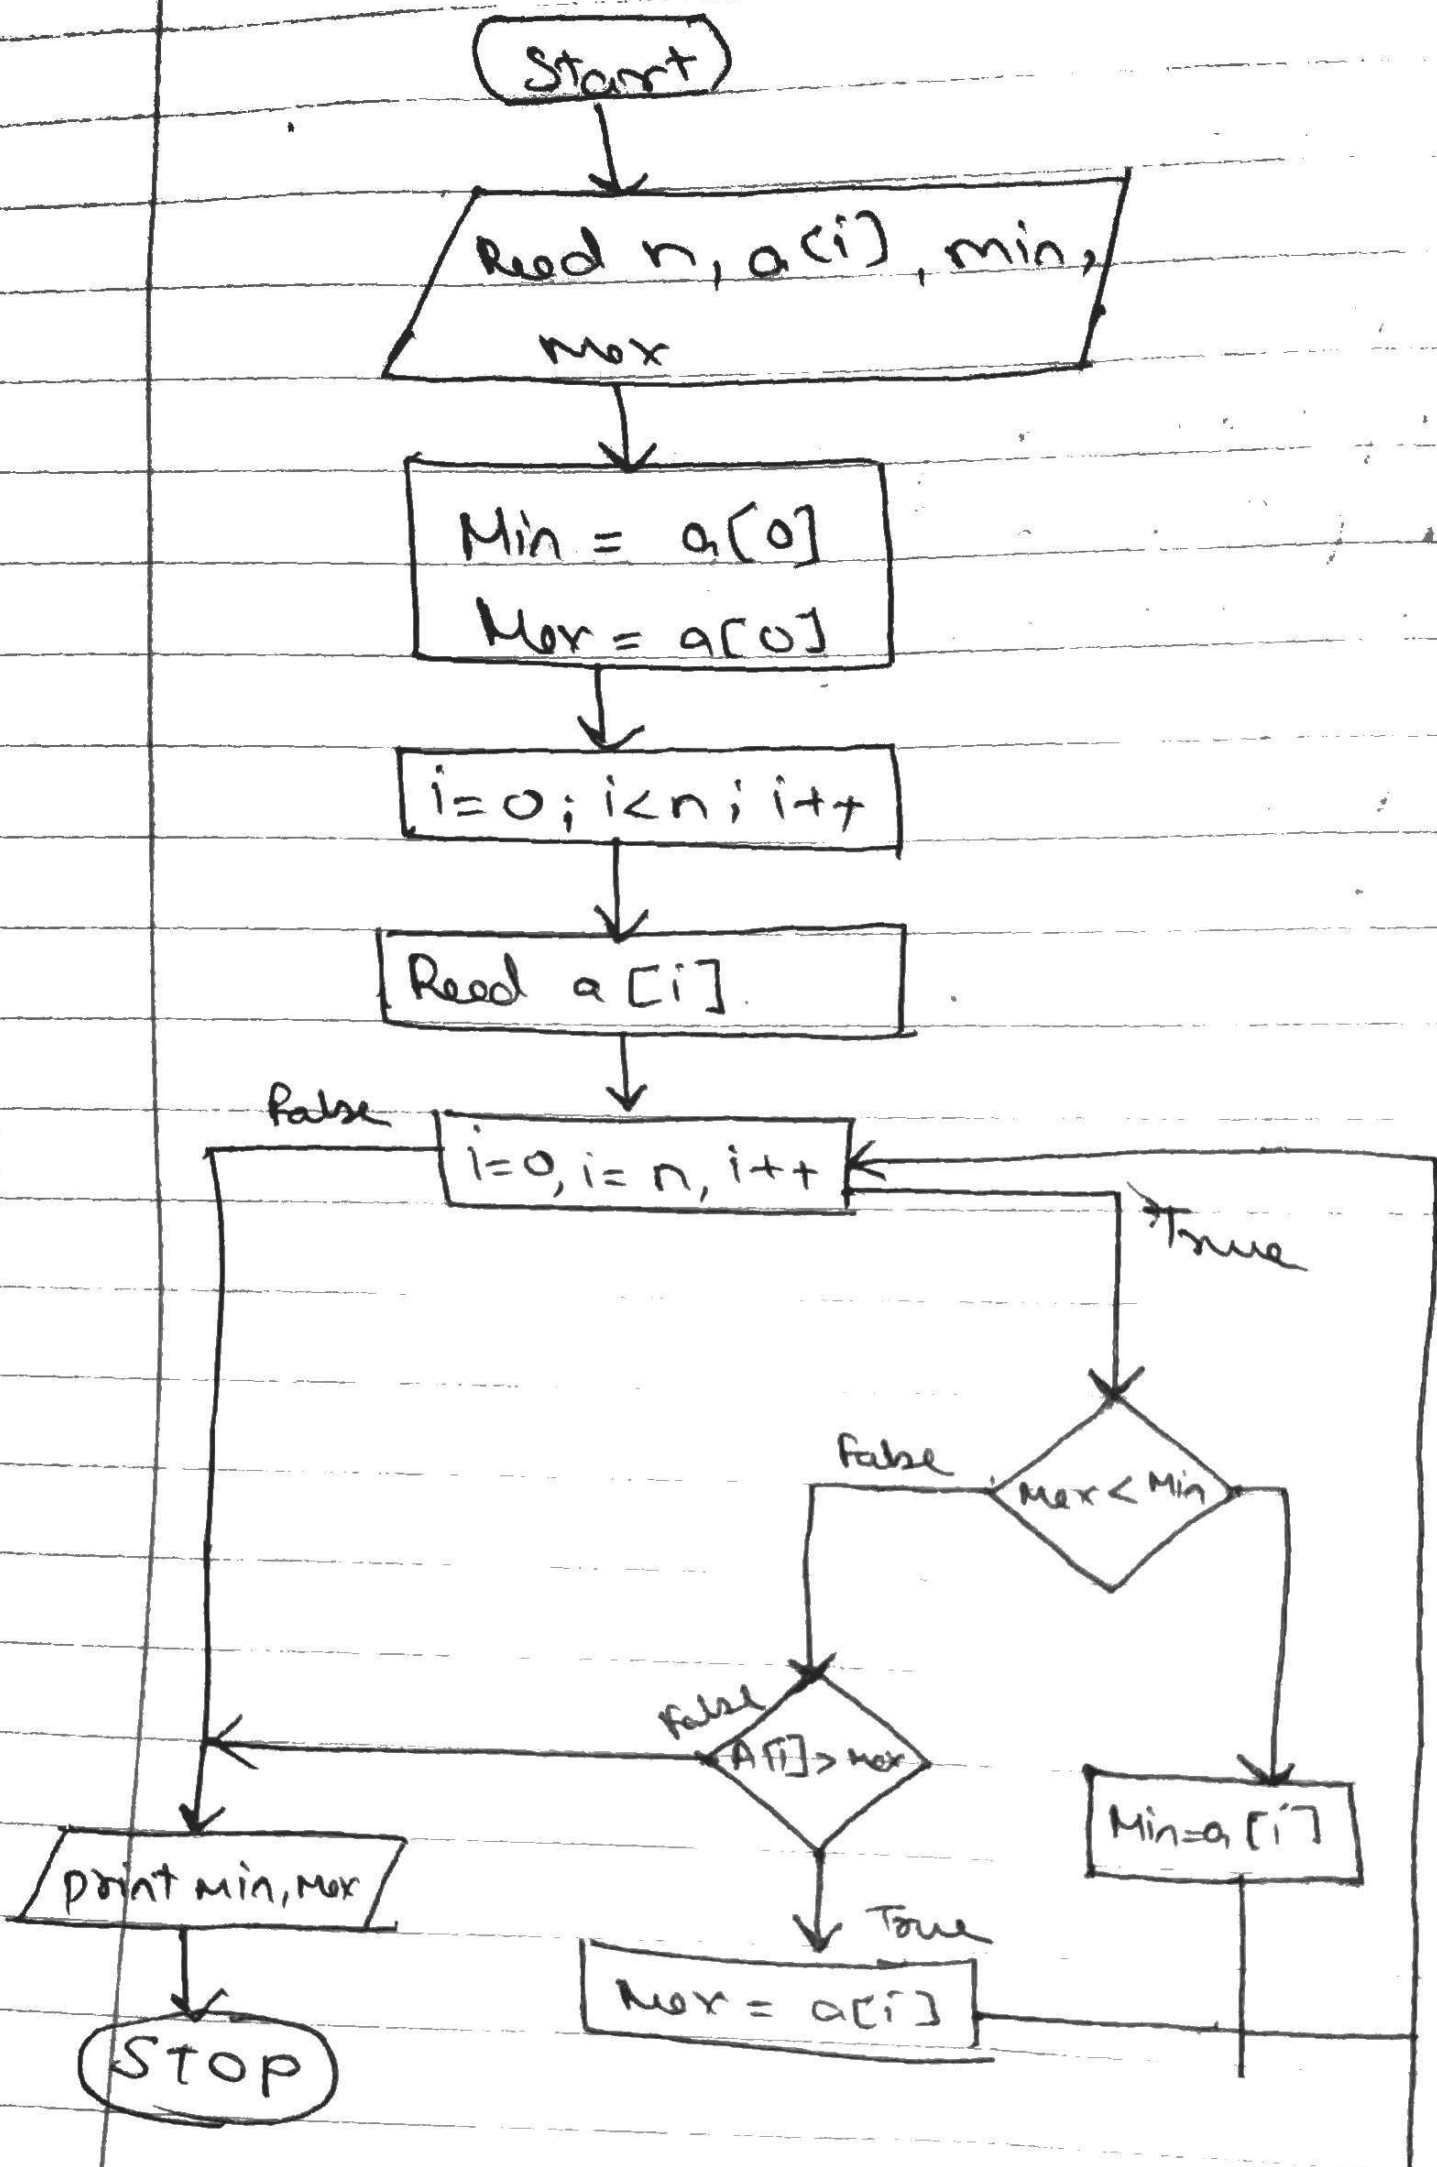 Start
Read n, a[i], min,
max
Min = a[0]
Max = a[0]
i=0; i<n; i++
Read a[i]
False
i=0, i=n, i++
True
False
Max < Min
False
A[i]>max
Min=a[i]
print Min, Max
True
Max = a[i]
STOP